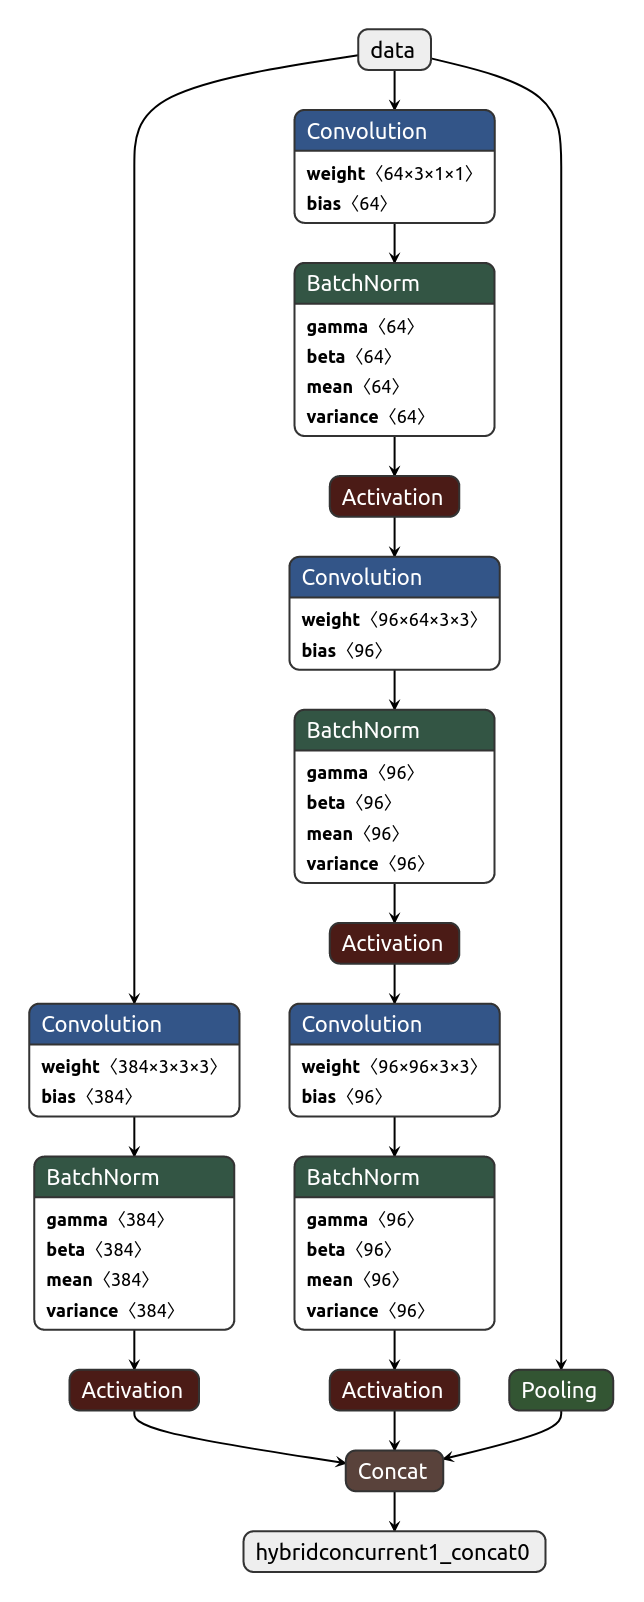 data
Convolution
weight 〈64×3×1×1〉
bias 〈64〉
BatchNorm
gamma 〈64〉
beta 〈64〉
mean 〈64〉
variance 〈64〉
Activation
Convolution
weight 〈96×64×3×3〉
bias 〈96〉
BatchNorm
gamma 〈96〉
beta 〈96〉
mean 〈96〉
variance 〈96〉
Activation
Convolution
weight 〈384×3×3×3〉
bias 〈384〉
Convolution
weight 〈96×96×3×3〉
bias 〈96〉
BatchNorm
gamma 〈384〉
beta 〈384〉
mean 〈384〉
variance 〈384〉
BatchNorm
gamma 〈96〉
beta 〈96〉
mean 〈96〉
variance 〈96〉
Activation
Activation
Pooling
Concat
hybridconcurrent1_concat0